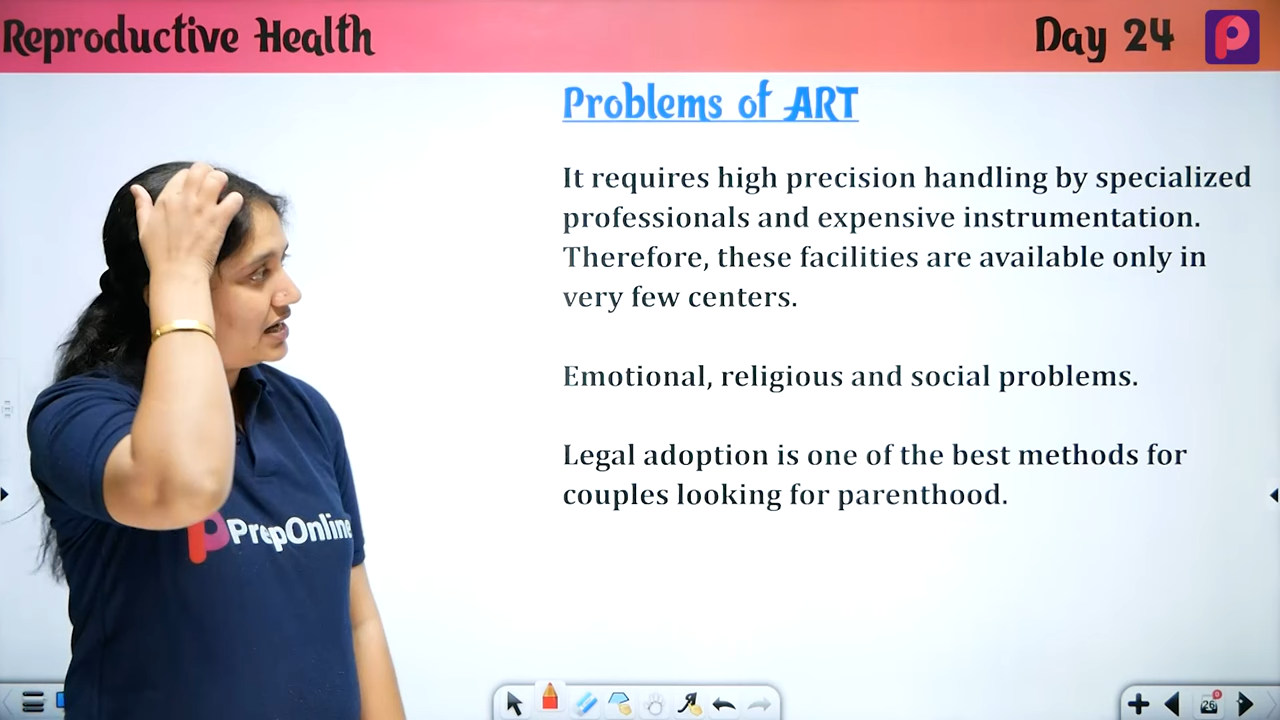 Reproductive Health
Day 24
Problems of ART
It requires high precision handling by specialized
professionals and expensive instrumentation.
Therefore, these facilities are available only in
very few centers.
Emotional, religious and social problems.
Legal adoption is one of the best methods for
couples looking for parenthood.
PrepOnline
26